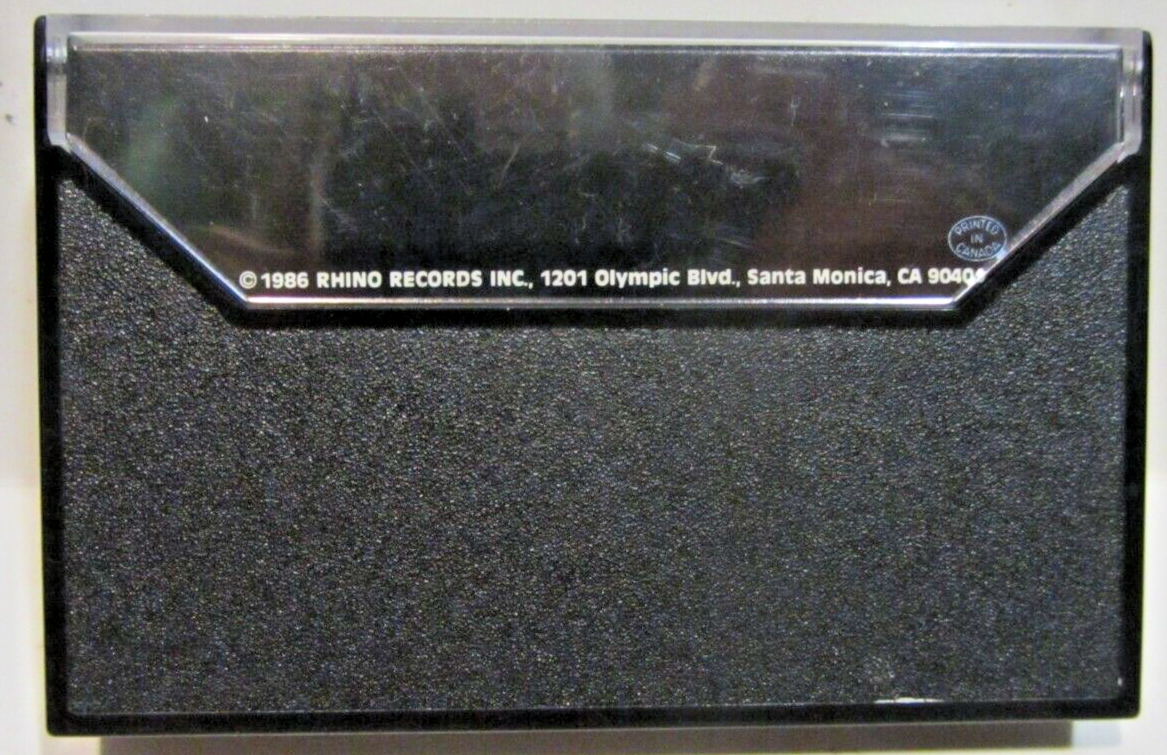 PRINTED
IN
CANADA
© 1986 RHINO RECORDS INC., 1201 Olympic Blvd., Santa Monica, CA